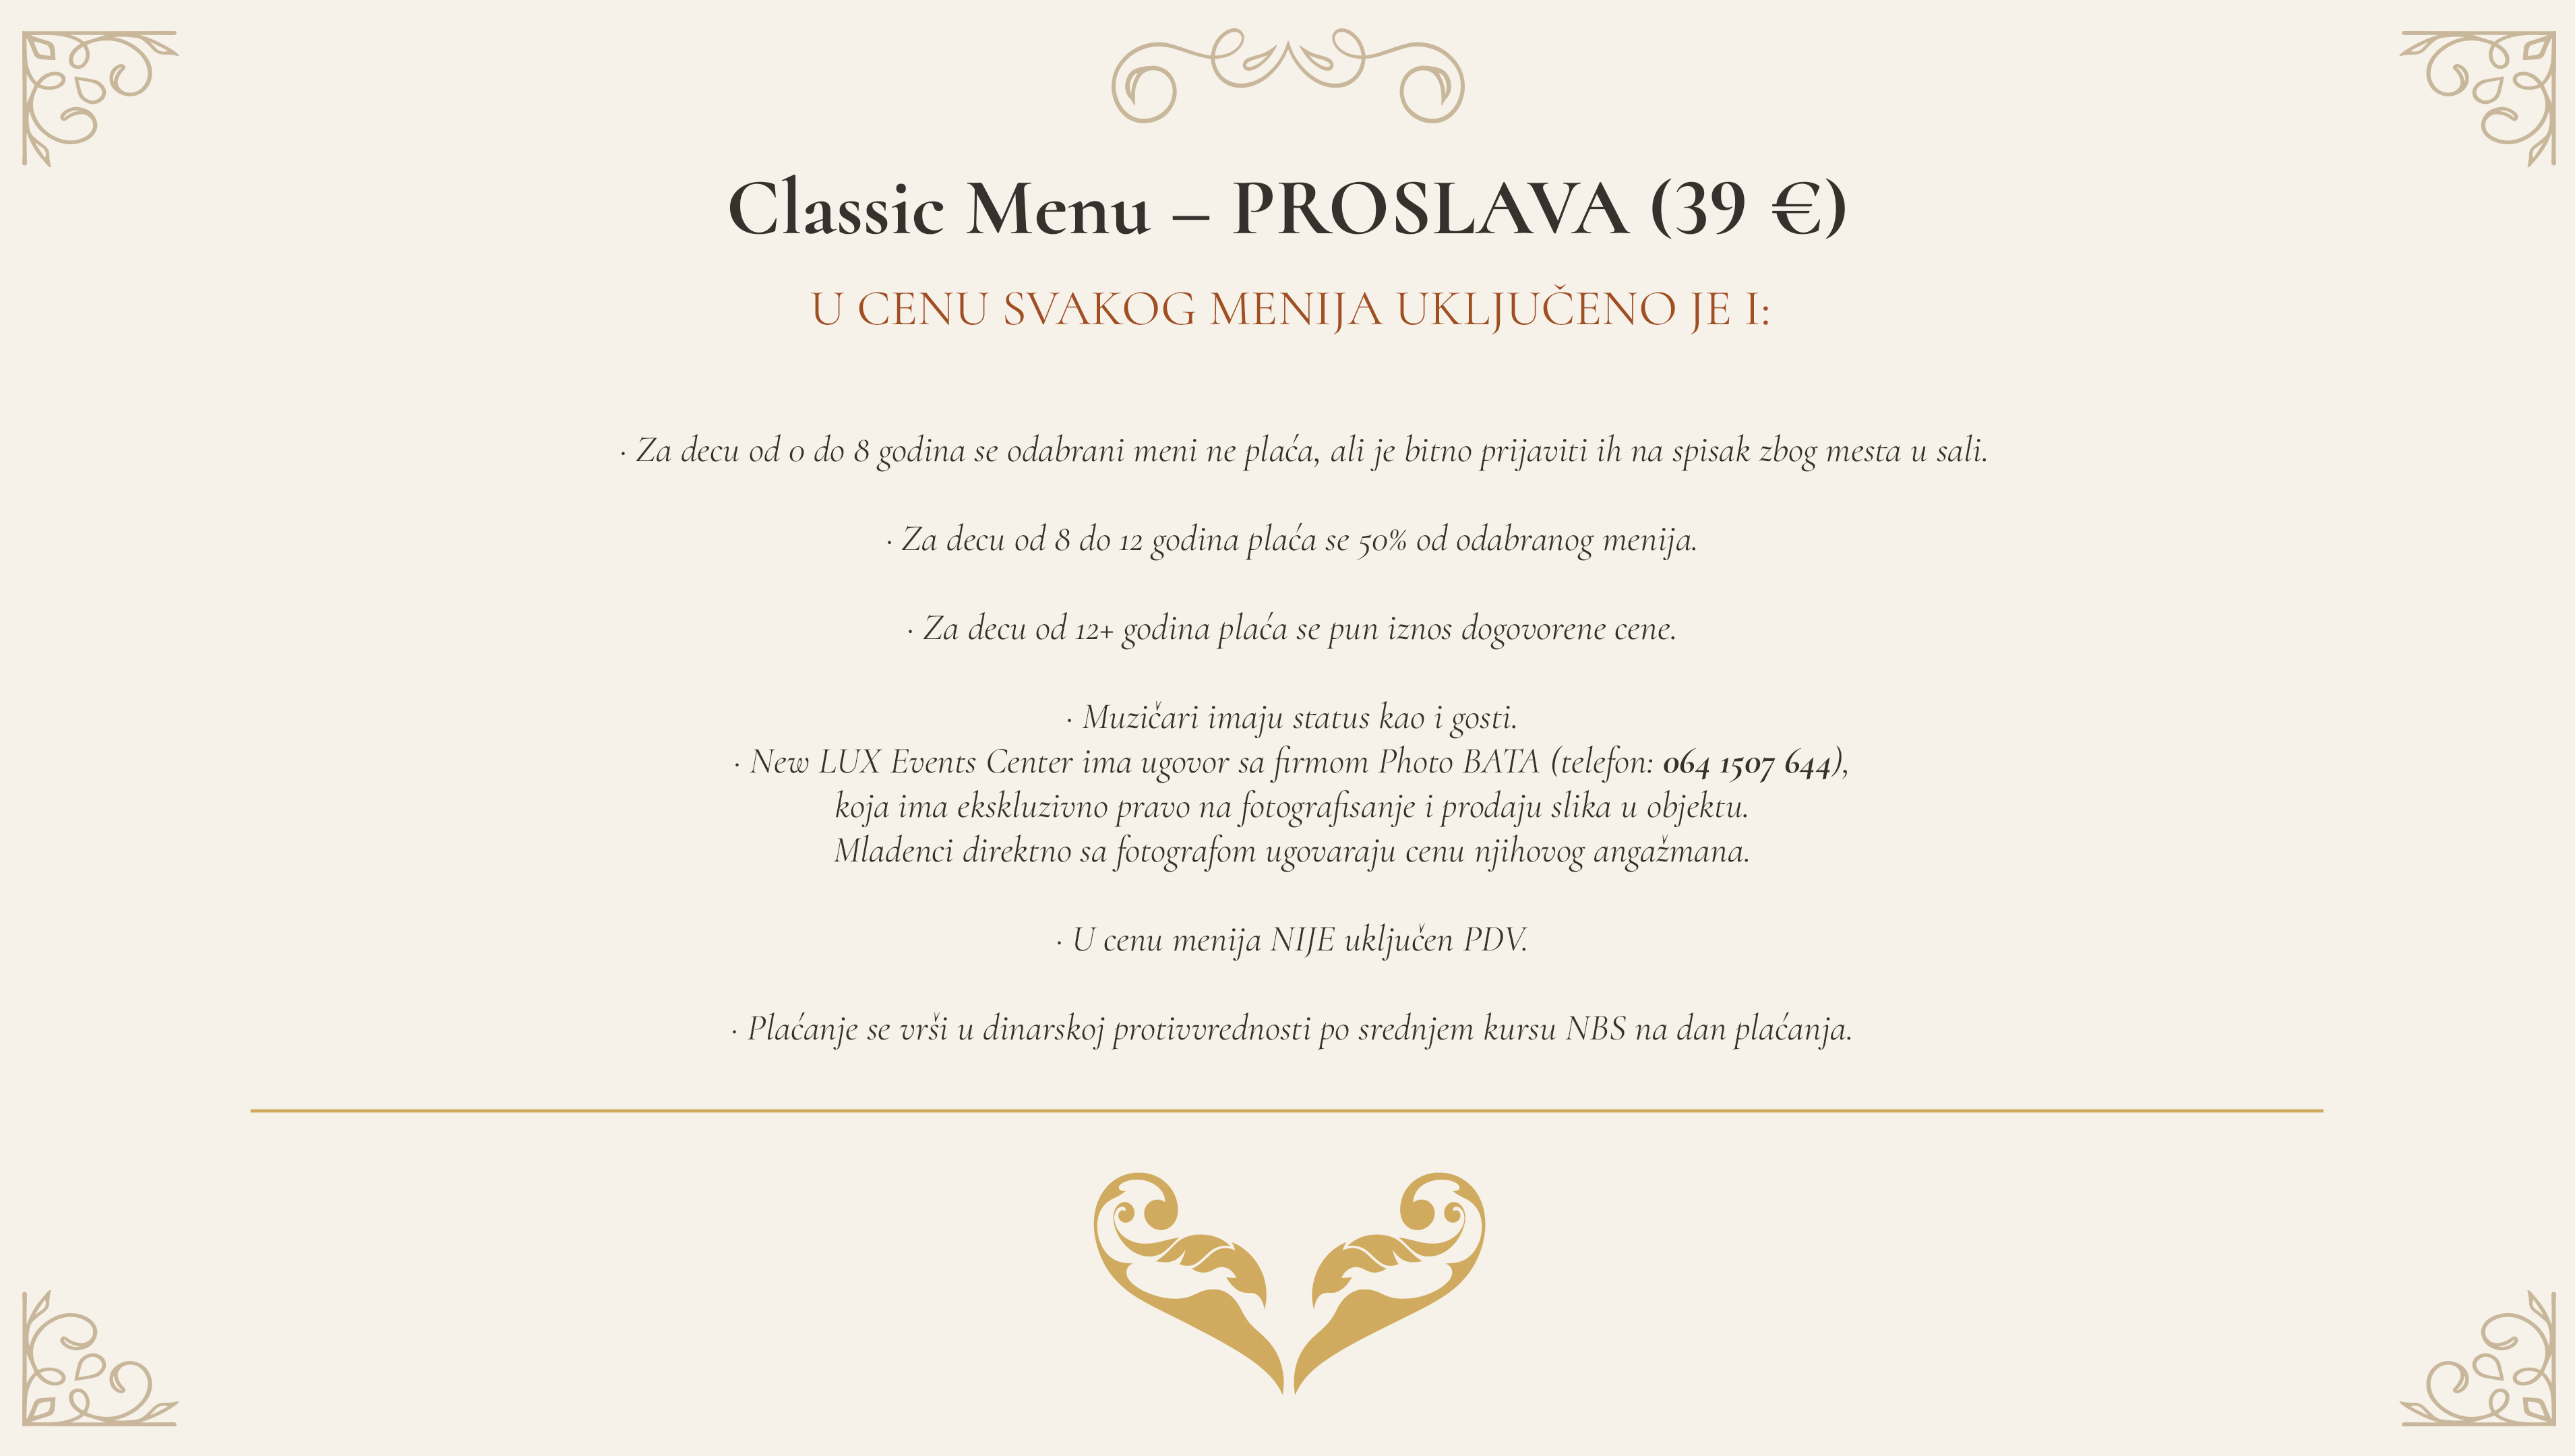 Classic Menu – PROSLAVA (39 €)
U CENU SVAKOG MENIJA UKLJUČENO JE I:
· Za decu od 0 do 8 godina se odabrani meni ne plaća, ali je bitno prijaviti ih na spisak zbog mesta u sali.
· Za decu od 8 do 12 godina plaća se 50% od odabranog menija.
· Za decu od 12+ godina plaća se pun iznos dogovorene cene.
· Muzičari imaju status kao i gosti.
· New LUX Events Center ima ugovor sa firmom Photo BATA (telefon: 064 1507 644),
koja ima ekskluzivno pravo na fotografisanje i prodaju slika u objektu.
Mladenci direktno sa fotografom ugovaraju cenu njihovog angažmana.
· U cenu menija NIJE uključen PDV.
· Plaćanje se vrši u dinarskoj protivvrednosti po srednjem kursu NBS na dan plaćanja.